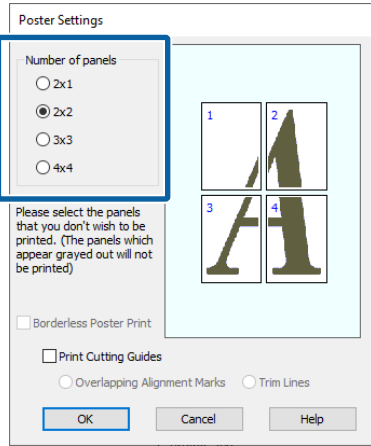 Poster Settings
Number of panels
2x1
2x2
3x3
4x4
1
2
3
4
Please select the panels
that you don't wish to be
printed. (The panels which
appear grayed out will not
be printed)
Borderless Poster Print
Print Cutting Guides
Overlapping Alignment Marks
Trim Lines
OK
Cancel
Help